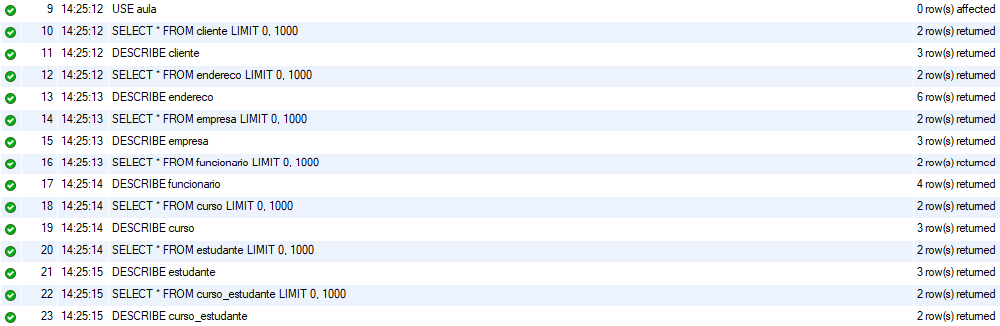 9 14:25:12 USE aula 0 row(s) affected
10 14:25:12 SELECT * FROM cliente LIMIT 0, 1000 2 row(s) returned
11 14:25:12 DESCRIBE cliente 3 row(s) returned
12 14:25:12 SELECT * FROM endereco LIMIT 0, 1000 2 row(s) returned
13 14:25:13 DESCRIBE endereco 6 row(s) returned
14 14:25:13 SELECT * FROM empresa LIMIT 0, 1000 2 row(s) returned
15 14:25:13 DESCRIBE empresa 3 row(s) returned
16 14:25:13 SELECT * FROM funcionario LIMIT 0, 1000 2 row(s) returned
17 14:25:14 DESCRIBE funcionario 4 row(s) returned
18 14:25:14 SELECT * FROM curso LIMIT 0, 1000 2 row(s) returned
19 14:25:14 DESCRIBE curso 3 row(s) returned
20 14:25:14 SELECT * FROM estudante LIMIT 0, 1000 2 row(s) returned
21 14:25:15 DESCRIBE estudante 3 row(s) returned
22 14:25:15 SELECT * FROM curso_estudante LIMIT 0, 1000 2 row(s) returned
23 14:25:15 DESCRIBE curso_estudante 2 row(s) returned